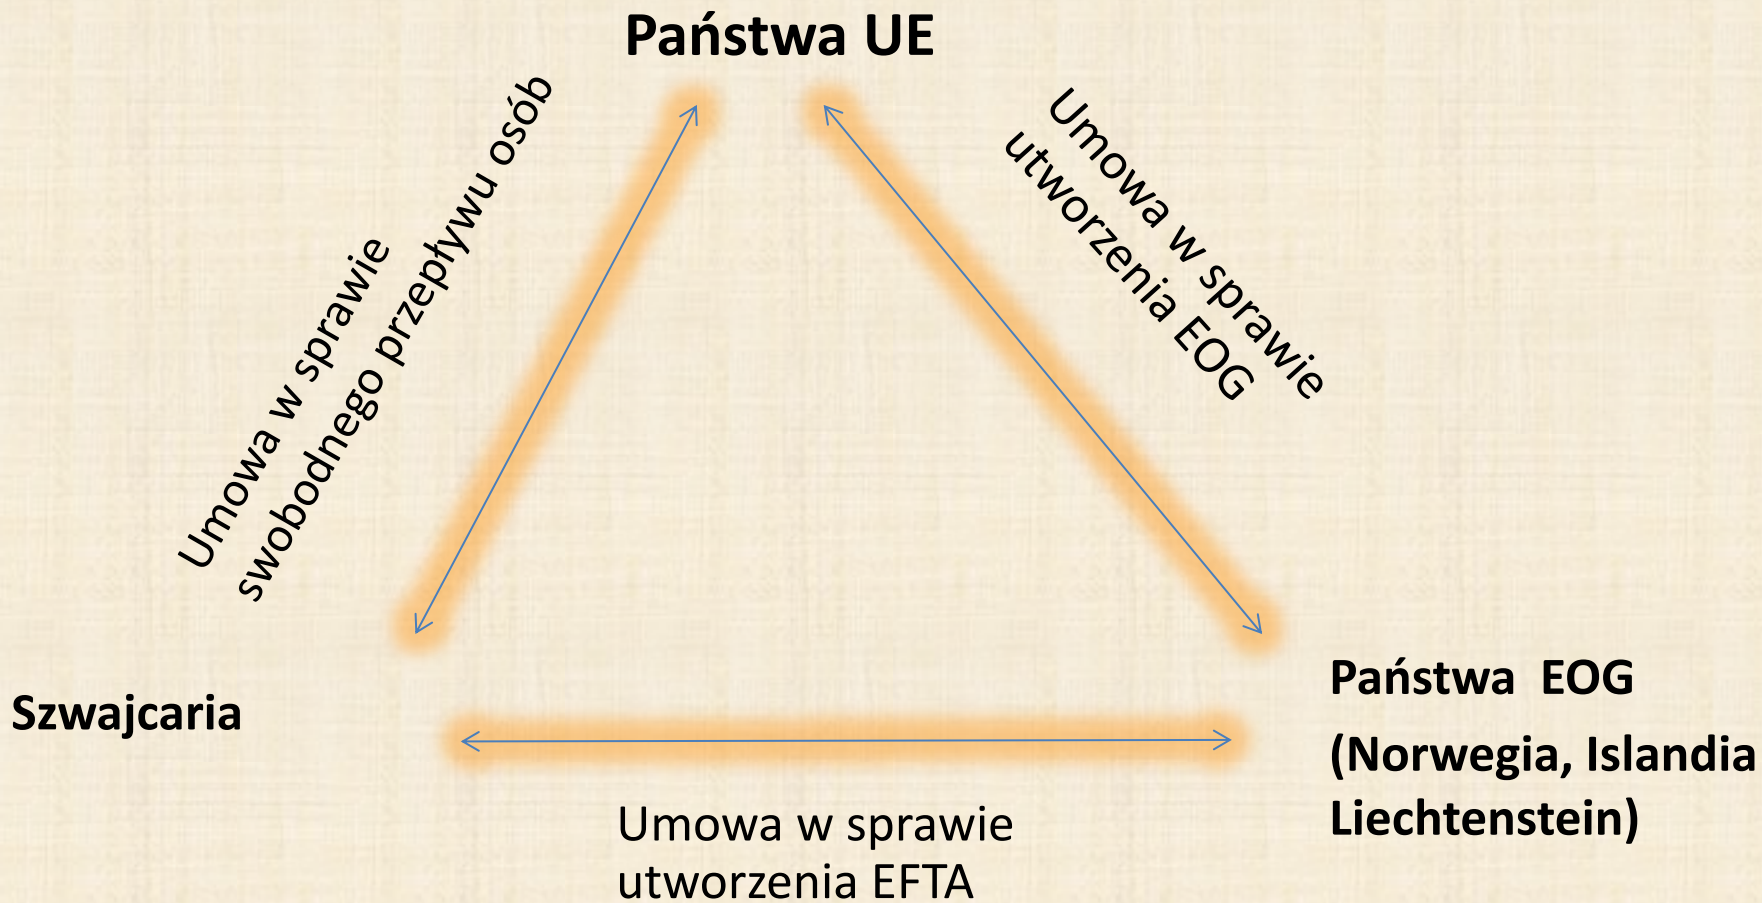 Państwa UE
Umowa w sprawie
swobodnego przepływu osób
Umowa w sprawie
utworzenia EOG
Szwajcaria
Państwa EOG
(Norwegia, Islandia
Liechtenstein)
Umowa w sprawie
utworzenia EFTA